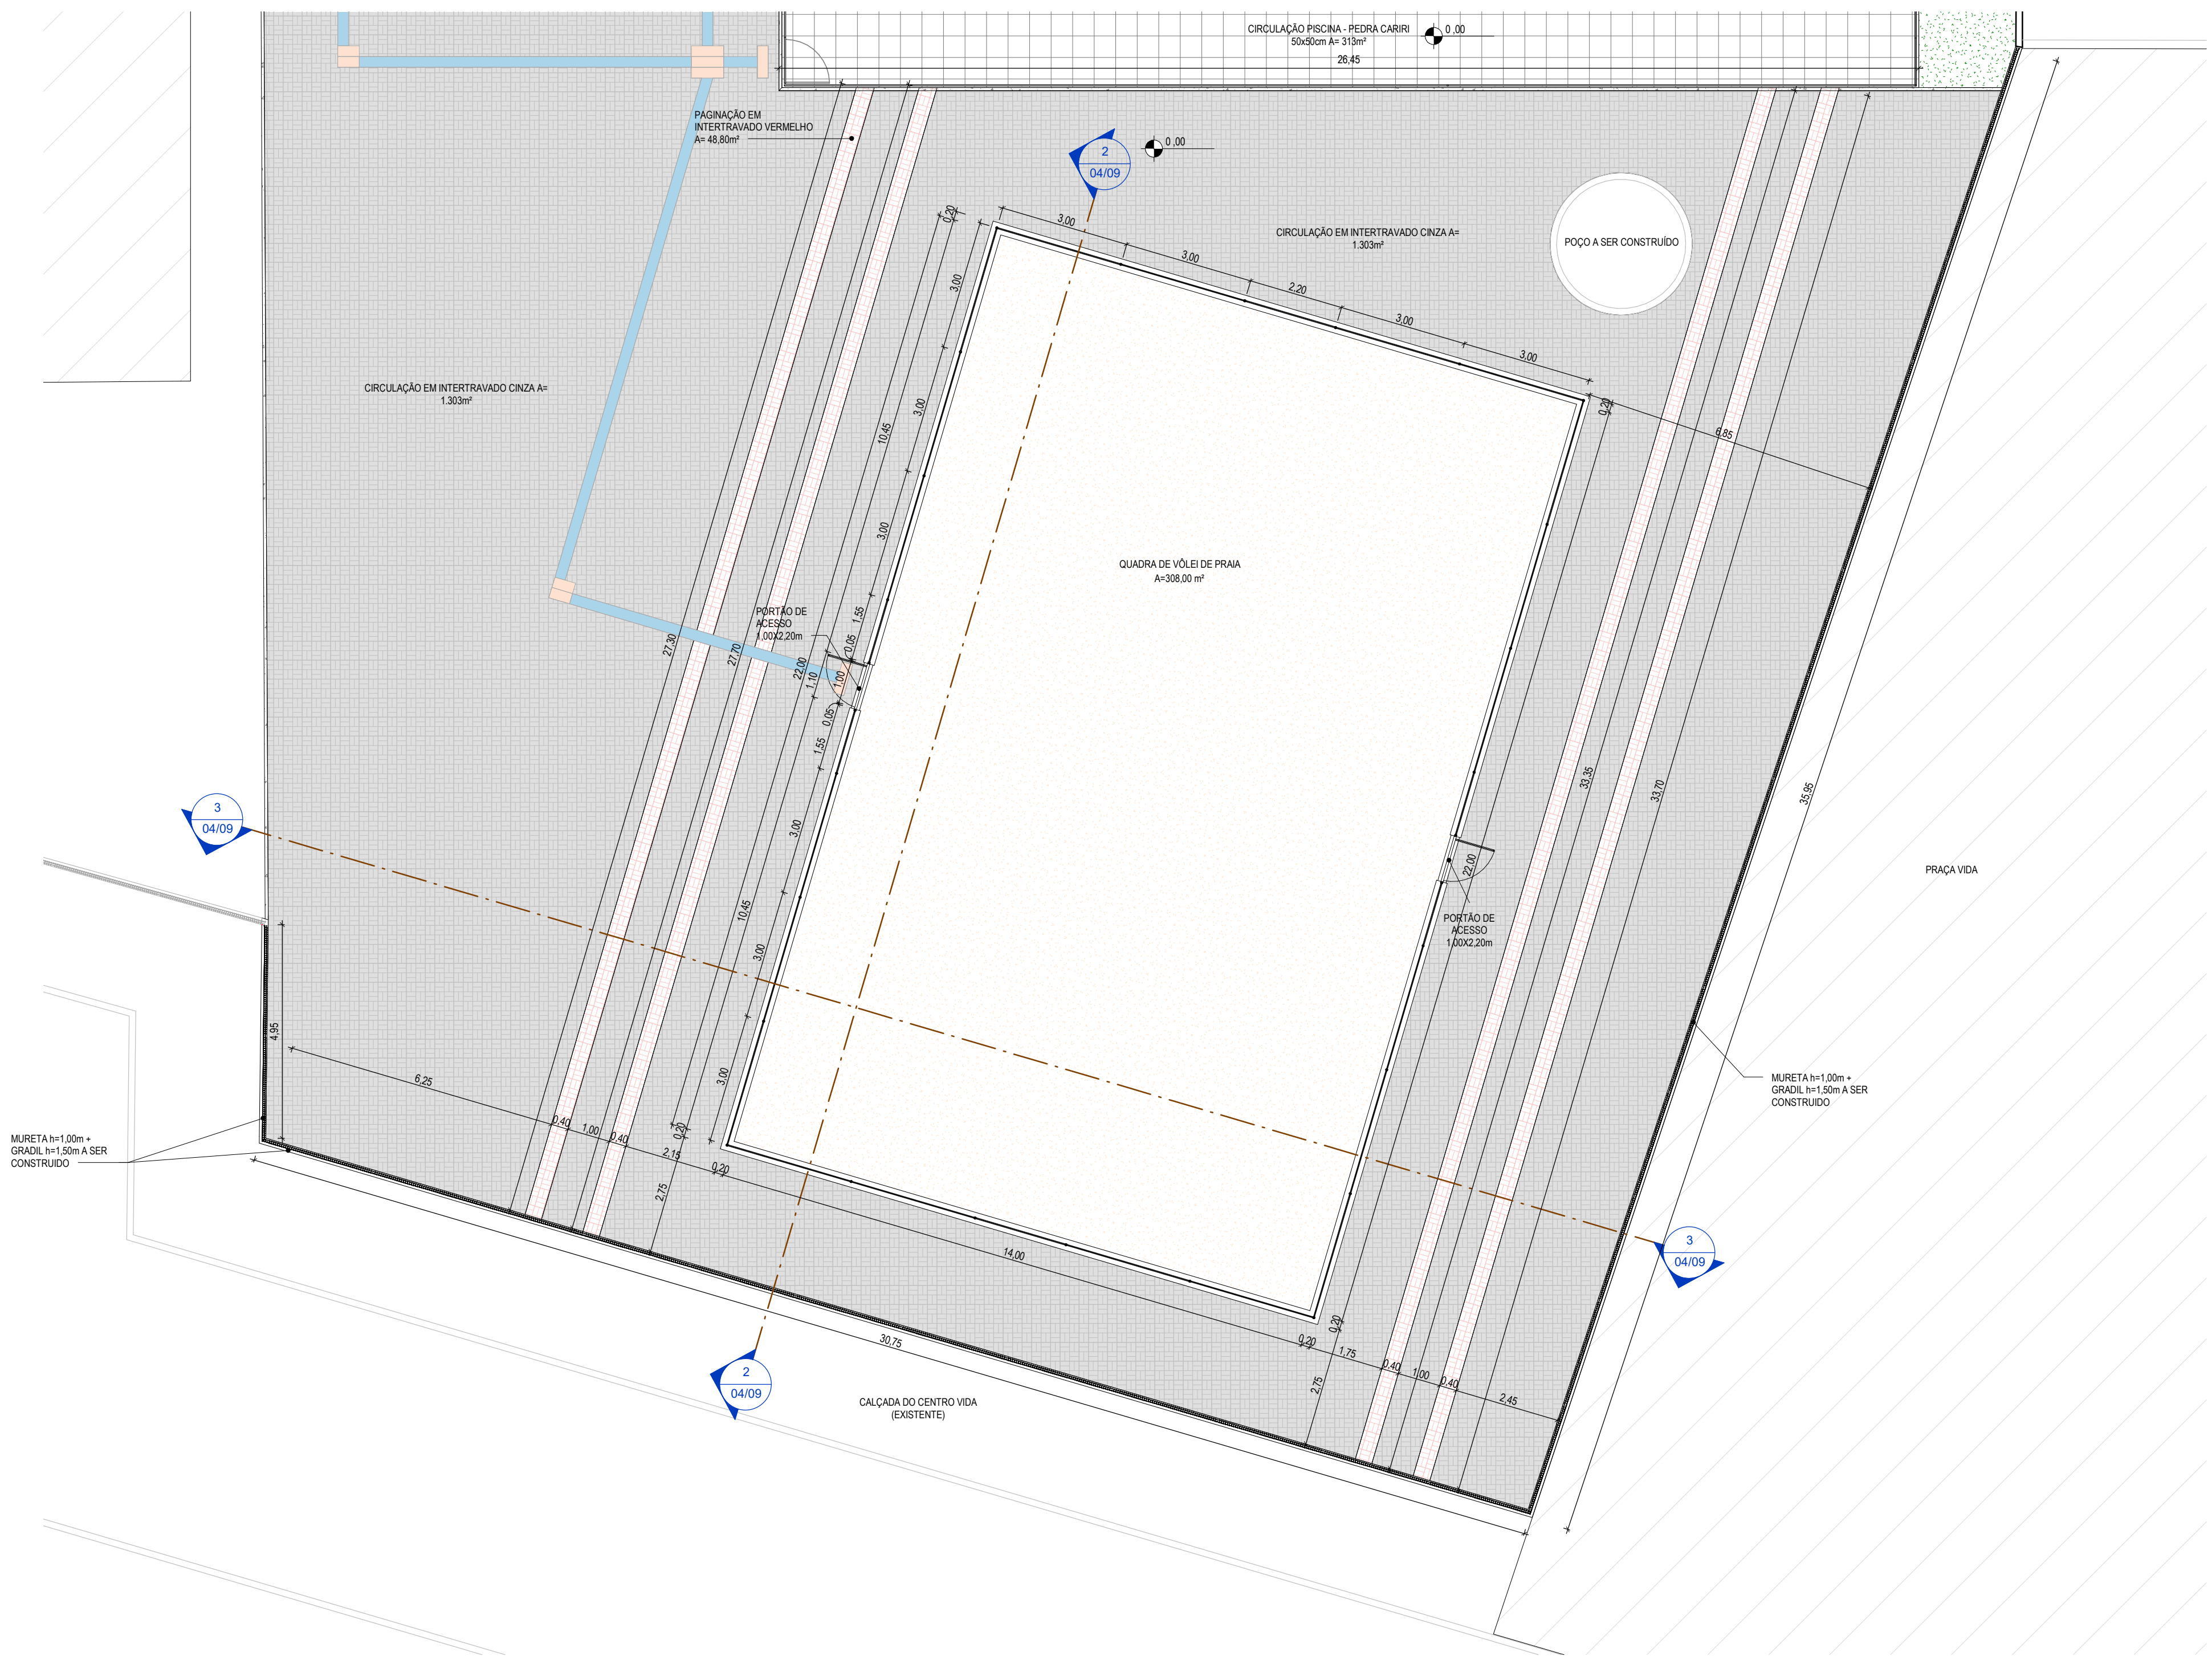 CIRCULAÇÃO PISCINA - PEDRA CARIRI
50x50cm A= 313m²
0 ,00
26,45
PAGINAÇÃO EM
INTERTRAVADO VERMELHO
A= 48,80m²
2
04/09
0 ,00
0,20
3,00
3,00
2,20
3,00
3,00
CIRCULAÇÃO EM INTERTRAVADO CINZA A=
1.303m²
POÇO A SER CONSTRUÍDO
3,00
3,00
3,00
10,45
0,20
6,85
CIRCULAÇÃO EM INTERTRAVADO CINZA A=
1.303m²
QUADRA DE VÔLEI DE PRAIA
A=308,00 m²
PORTÃO DE
ACESSO
1,00X2,20m
1,55
0,05
27,30
27,70
22,00
1,10
1,00
0,05
1,55
33,35
33,70
35,95
3
04/09
3,00
22,00
PRAÇA VIDA
10,45
PORTÃO DE
ACESSO
1,00X2,20m
3,00
4,95
3,00
6,25
0,40
1,00
0,40
0,20
2,15
0,20
2,75
MURETA h=1,00m +
GRADIL h=1,50m A SER
CONSTRUIDO
MURETA h=1,00m +
GRADIL h=1,50m A SER
CONSTRUIDO
14,00
3
04/09
30,75
0,20
0,20
1,75
0,40
1,00
0,40
2,45
2,75
2
04/09
CALÇADA DO CENTRO VIDA
(EXISTENTE)